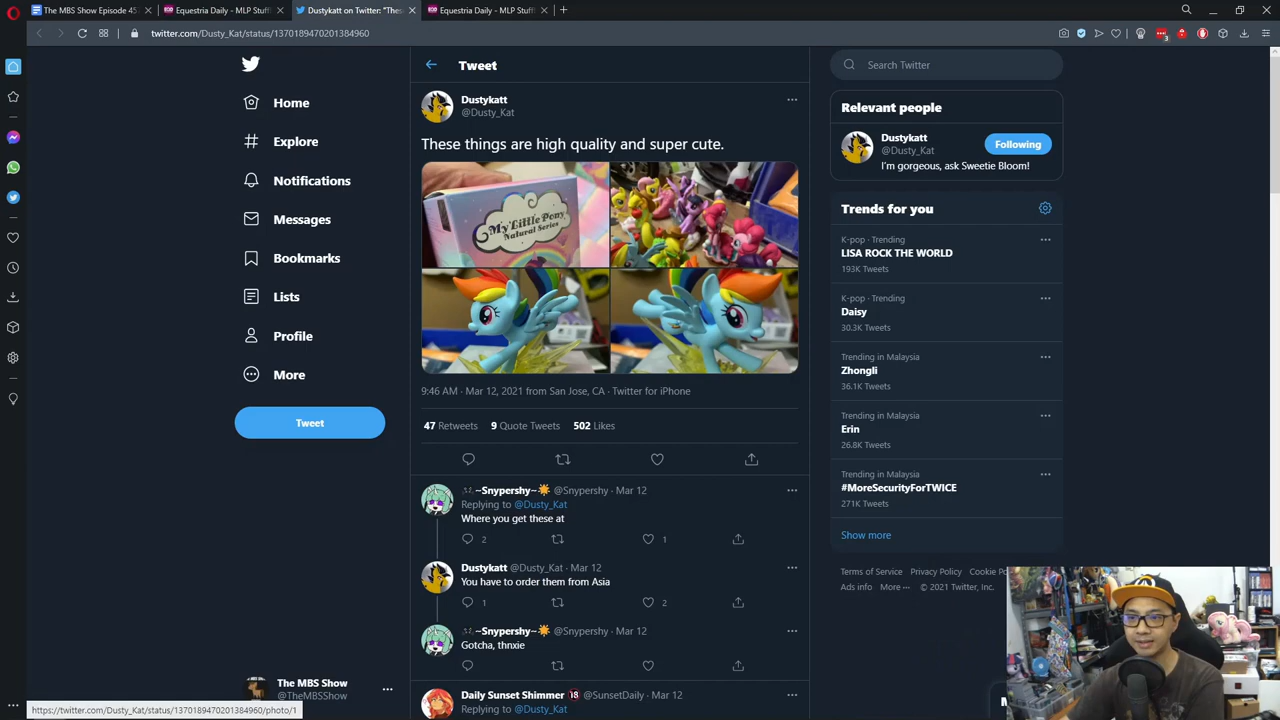 The MBS Show Episode 45
Equestria Daily - MLP Stuff!
Dustykatt on Twitter: "Thes
Equestria Daily - MLP Stuff!
twitter.com/Dusty_Kat/status/1370189470201384960
3
Home
Explore
Notifications
Messages
Bookmarks
Lists
Profile
More
Tweet
The MBS Show
@TheMBSShow
https://twitter.com/Dusty_Kat/status/1370189470201384960/photo/1
Tweet
Dustykatt
@Dusty_Kat
These things are high quality and super cute.
My Little Pony
Natural Series
9:46 AM · Mar 12, 2021 from San Jose, CA · Twitter for iPhone
47 Retweets 9 Quote Tweets 502 Likes
~Snypershy~ @Snypershy · Mar 12
Replying to @Dusty_Kat
Where you get these at
2 1
Dustykatt @Dusty_Kat · Mar 12
You have to order them from Asia
1 2
~Snypershy~ @Snypershy · Mar 12
Gotcha, thnxie
Daily Sunset Shimmer 🔞 @SunsetDaily · Mar 12
Replying to @Dusty_Kat
Search Twitter
Relevant people
Dustykatt
@Dusty_Kat
Following
I'm gorgeous, ask Sweetie Bloom!
Trends for you
K-pop · Trending
LISA ROCK THE WORLD
193K Tweets
K-pop · Trending
Daisy
30.3K Tweets
Trending in Malaysia
Zhongli
36.1K Tweets
Trending in Malaysia
Erin
26.8K Tweets
Trending in Malaysia
#MoreSecurityForTWICE
271K Tweets
Show more
Terms of Service Privacy Policy Cookie Po
Ads info More ··· © 2021 Twitter, Inc.